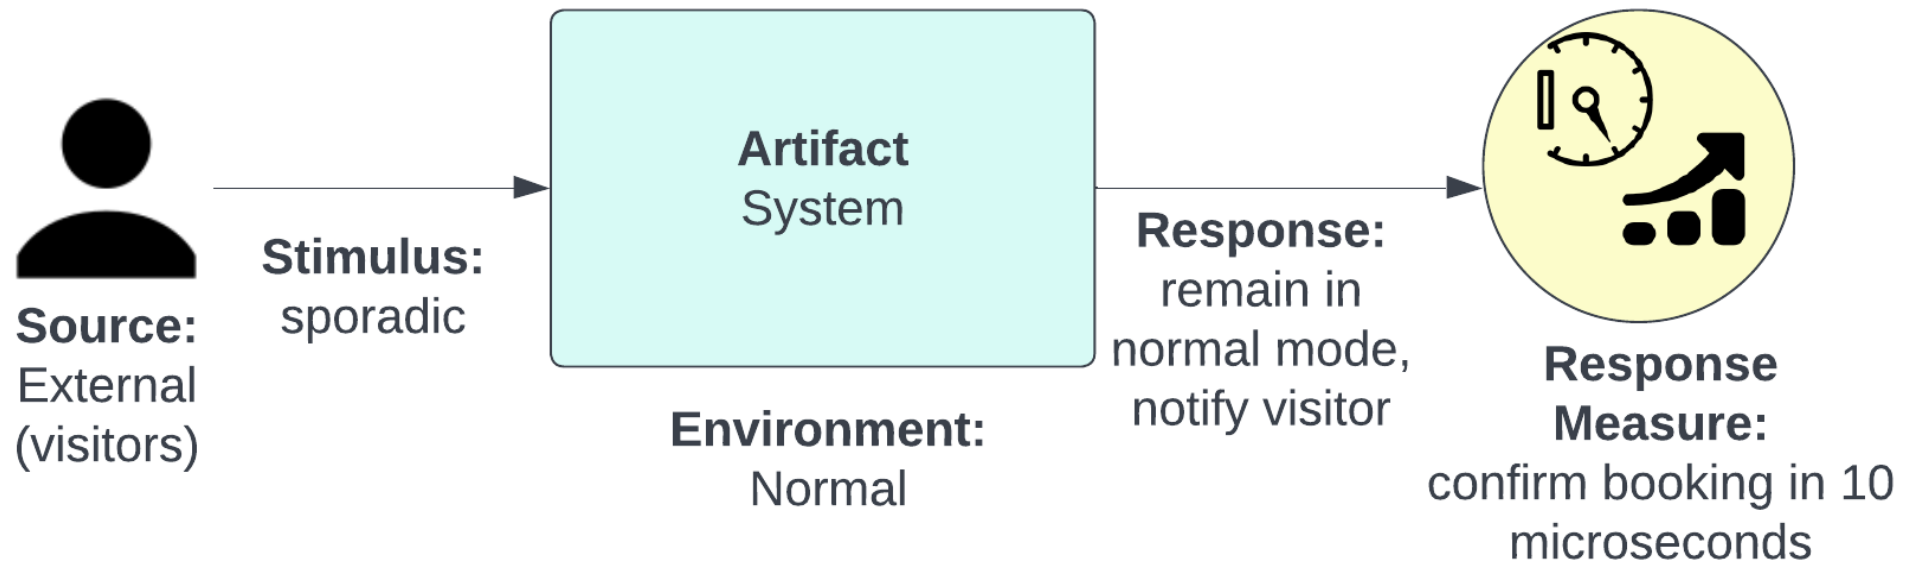 Source:
External
(visitors)
Stimulus:
sporadic
Artifact
System
Environment:
Normal
Response:
remain in
normal mode,
notify visitor
Response
Measure:
confirm booking in 10
microseconds